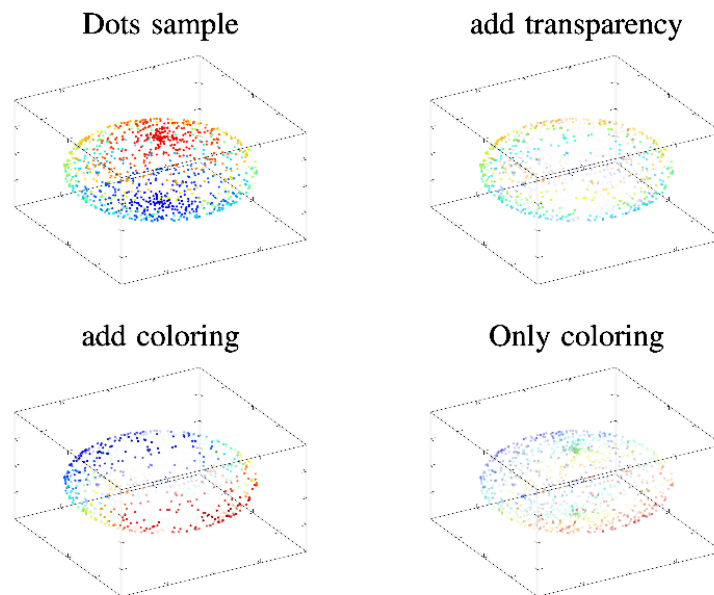 Dots sample
add transparency
add coloring
Only coloring